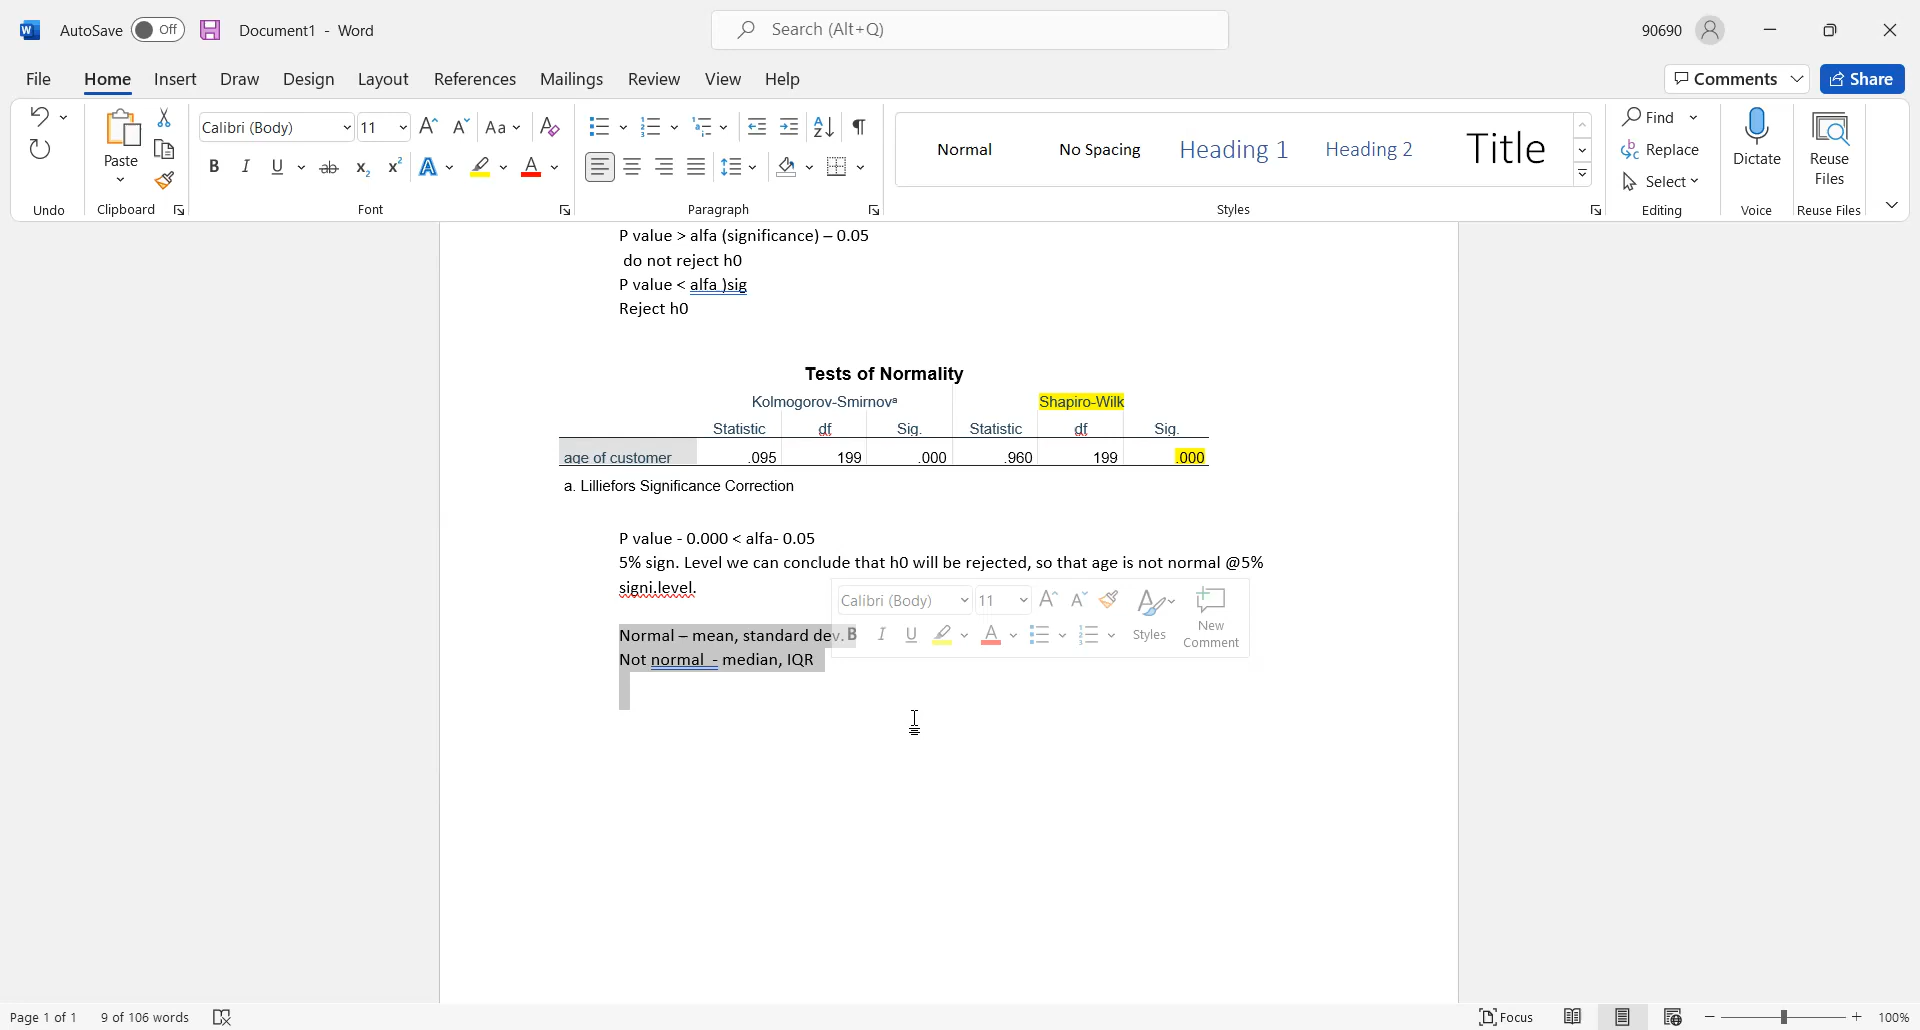 AutoSave Off Document1 - Word Search (Alt+Q) 90690
File Home Insert Draw Design Layout References Mailings Review View Help Comments Share
Paste
Calibri (Body) 11 Aa
B I U ab x₂ x² A A
Normal No Spacing Heading 1 Heading 2 Title
Find
Replace
Select
Dictate
Reuse
Files
Undo Clipboard Font Paragraph Styles Editing Voice Reuse Files
P value > alfa (significance) – 0.05
do not reject h0
P value < alfa )sig
Reject h0
Tests of Normality
Kolmogorov-Smirnovᵃ Shapiro-Wilk
Statistic df Sig. Statistic df Sig.
age of customer .095 199 .000 .960 199 .000
a. Lilliefors Significance Correction
P value - 0.000 < alfa- 0.05
5% sign. Level we can conclude that h0 will be rejected, so that age is not normal @5%
signi.level.
Calibri (Body) 11
B I U A Styles New
Comment
Normal – mean, standard dev.
Not normal - median, IQR
Page 1 of 1 9 of 106 words Focus 100%